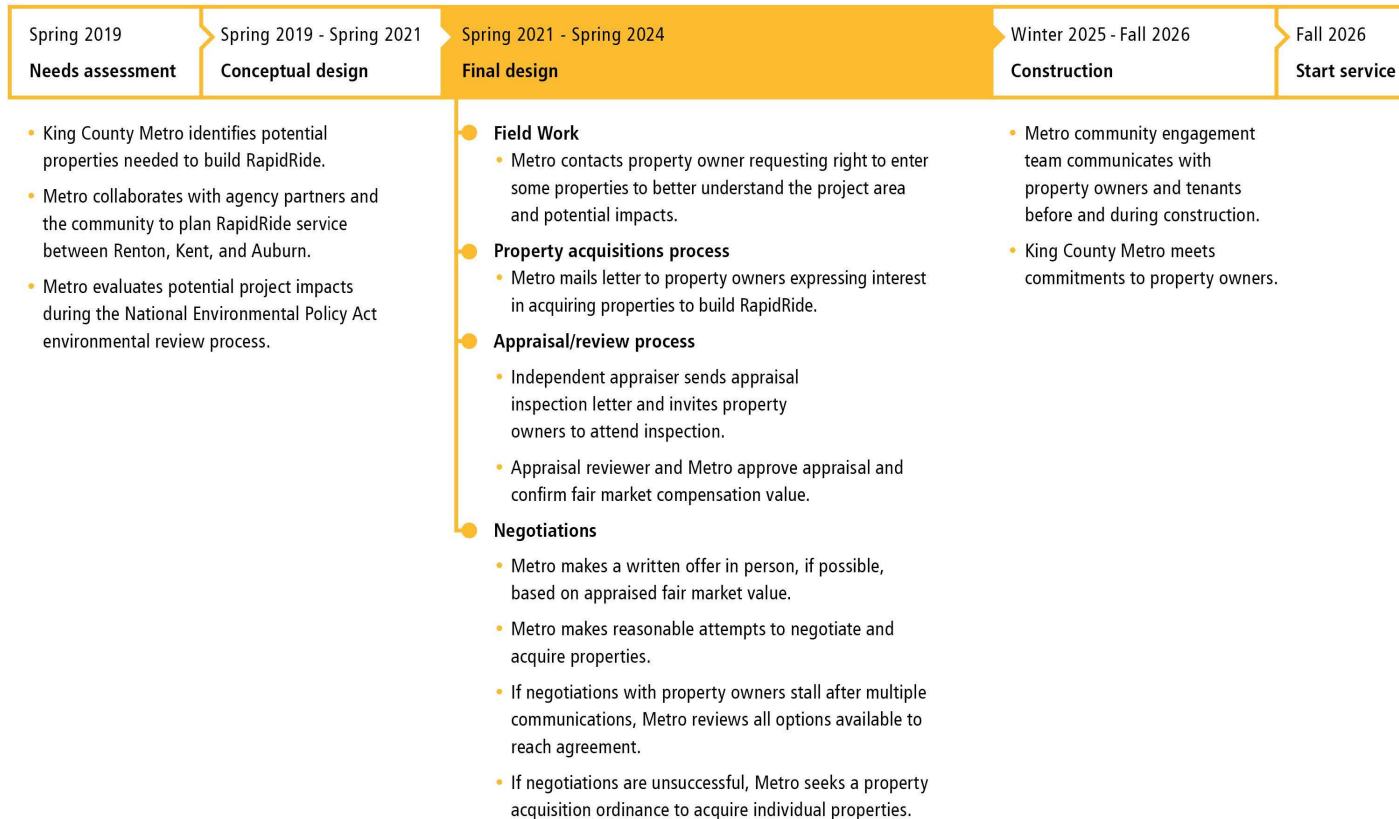 Spring 2019
Needs assessment
Spring 2019 - Spring 2021
Conceptual design
Spring 2021 - Spring 2024
Final design
Winter 2025 - Fall 2026
Construction
Fall 2026
Start service
• King County Metro identifies potential
properties needed to build RapidRide.
• Metro collaborates with agency partners and
the community to plan RapidRide service
between Renton, Kent, and Auburn.
• Metro evaluates potential project impacts
during the National Environmental Policy Act
environmental review process.
Field Work
• Metro contacts property owner requesting right to enter
some properties to better understand the project area
and potential impacts.
Property acquisitions process
• Metro mails letter to property owners expressing interest
in acquiring properties to build RapidRide.
Appraisal/review process
• Independent appraiser sends appraisal
inspection letter and invites property
owners to attend inspection.
• Appraisal reviewer and Metro approve appraisal and
confirm fair market compensation value.
Negotiations
• Metro makes a written offer in person, if possible,
based on appraised fair market value.
• Metro makes reasonable attempts to negotiate and
acquire properties.
• If negotiations with property owners stall after multiple
communications, Metro reviews all options available to
reach agreement.
• If negotiations are unsuccessful, Metro seeks a property
acquisition ordinance to acquire individual properties.
• Metro community engagement
team communicates with
property owners and tenants
before and during construction.
• King County Metro meets
commitments to property owners.